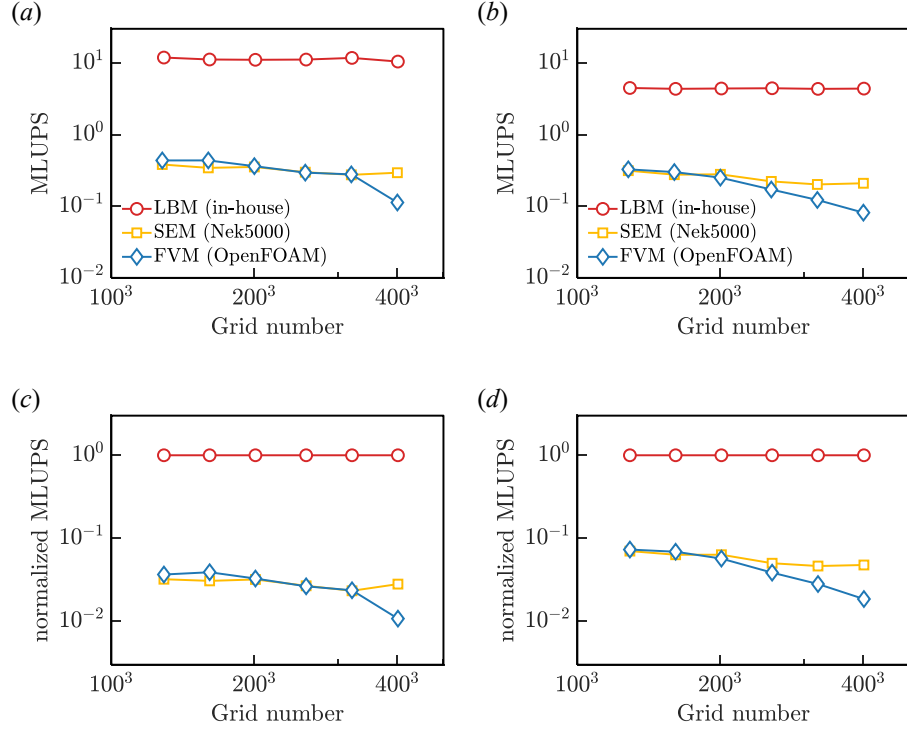 (a)
MLUPS
10^1
10^0
10^-1
10^-2
LBM (in-house)
SEM (Nek5000)
FVM (OpenFOAM)
100^3
200^3
400^3
Grid number
(b)
MLUPS
10^1
10^0
10^-1
10^-2
LBM (in-house)
SEM (Nek5000)
FVM (OpenFOAM)
100^3
200^3
400^3
Grid number
(c)
normalized MLUPS
10^0
10^-1
10^-2
100^3
200^3
400^3
Grid number
(d)
normalized MLUPS
10^0
10^-1
10^-2
100^3
200^3
400^3
Grid number